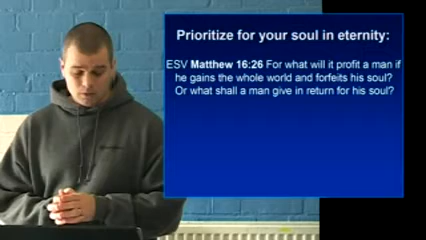 Prioritize for your soul in eternity:
ESV Matthew 16:26 For what will it profit a man if
he gains the whole world and forfeits his soul?
Or what shall a man give in return for his soul?